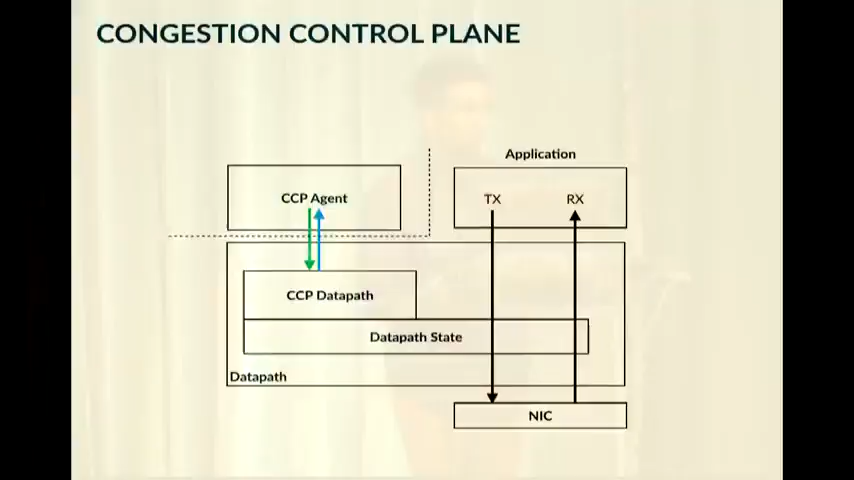 CONGESTION CONTROL PLANE
Application
CCP Agent
TX
RX
CCP Datapath
Datapath State
Datapath
NIC